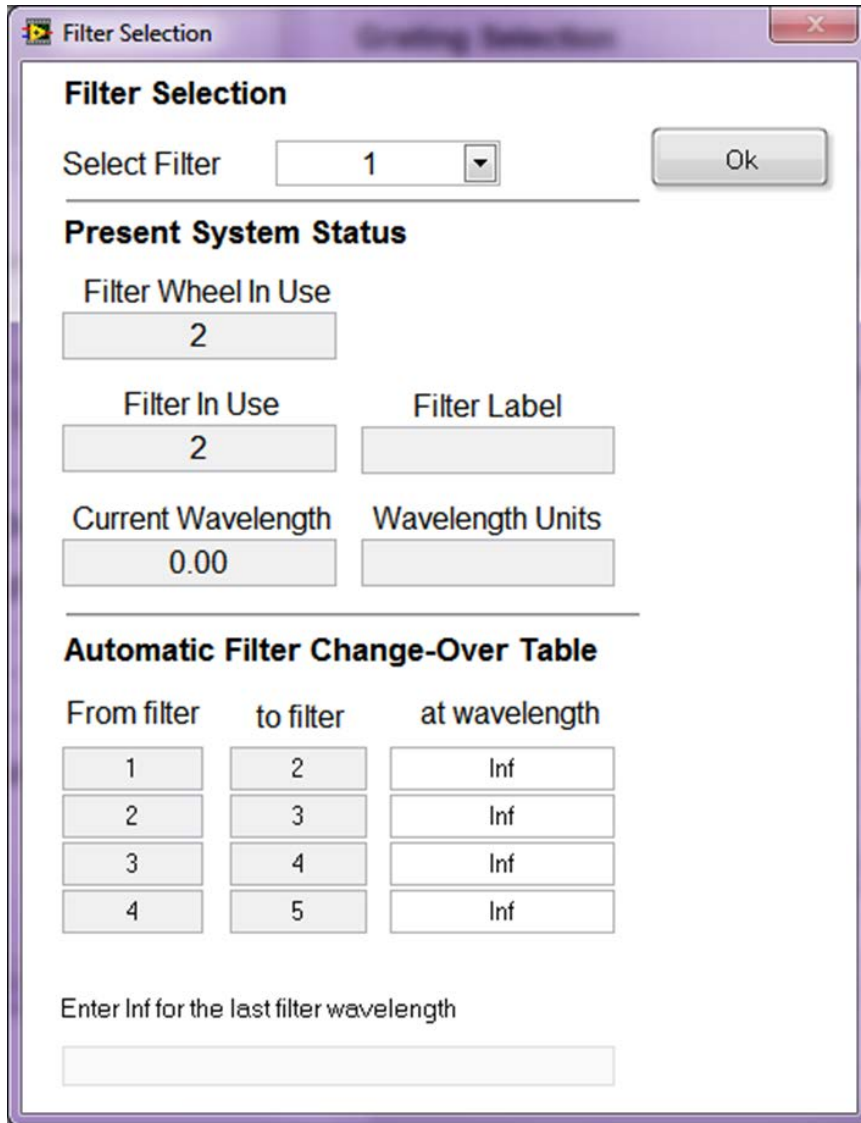 Filter Selection
Grating Selection
Filter Selection
Select Filter 1 Ok
Present System Status
Filter Wheel In Use
2
Filter In Use Filter Label
2
Current Wavelength Wavelength Units
0.00
Automatic Filter Change-Over Table
From filter to filter at wavelength
1 2 Inf
2 3 Inf
3 4 Inf
4 5 Inf
Enter Inf for the last filter wavelength